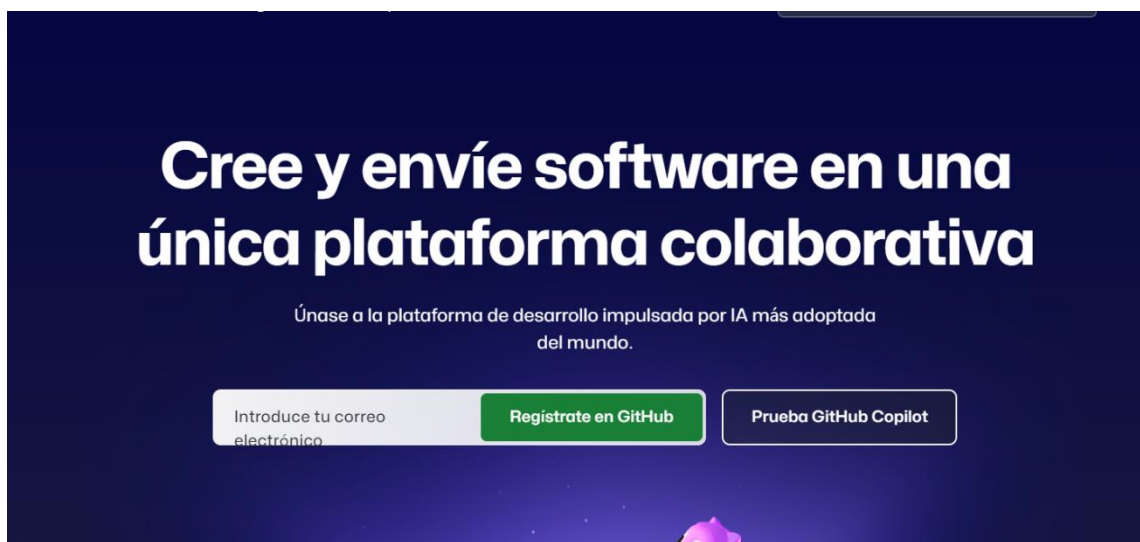 Cree y envíe software en una
única plataforma colaborativa
Únase a la plataforma de desarrollo impulsada por IA más adoptada
del mundo.
Introduce tu correo
electrónico
Regístrate en GitHub
Prueba GitHub Copilot